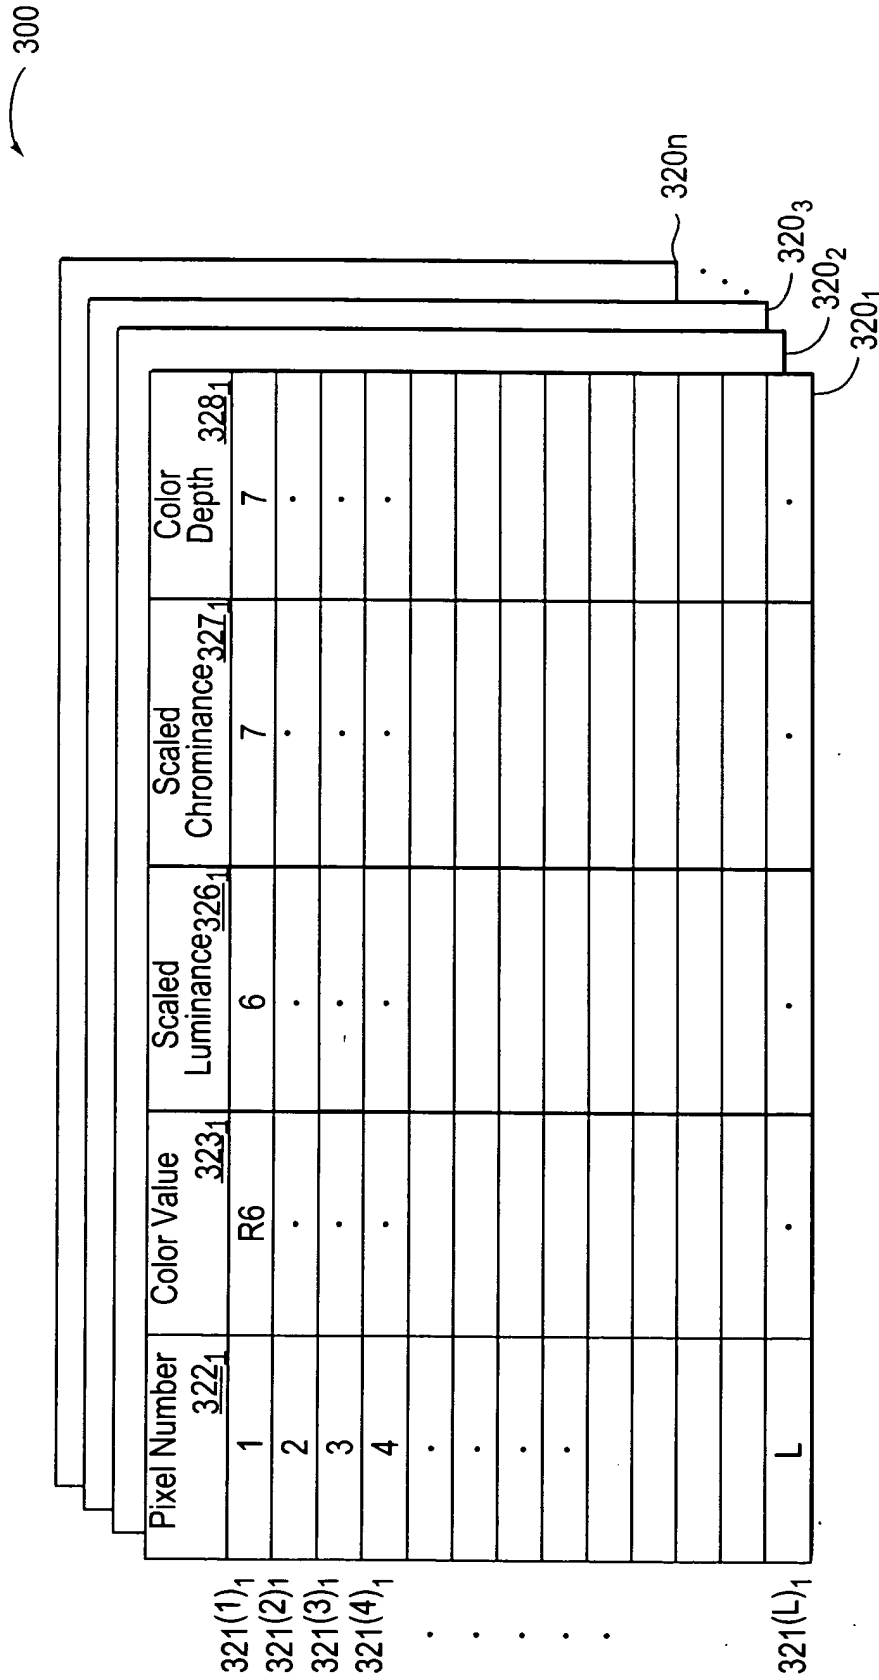 300
Pixel Number 322₁
Color Value 323₁
Scaled Luminance 326₁
Scaled Chrominance 327₁
Color Depth 328₁
321(1)₁ 1 R6 6 7 7
321(2)₁ 2 . . . .
321(3)₁ 3 . . . .
321(4)₁ 4 . . . .
. .
. .
. .
. .
.
321(L)₁ L . . . .
320n
. . .
320₃
320₂
320₁